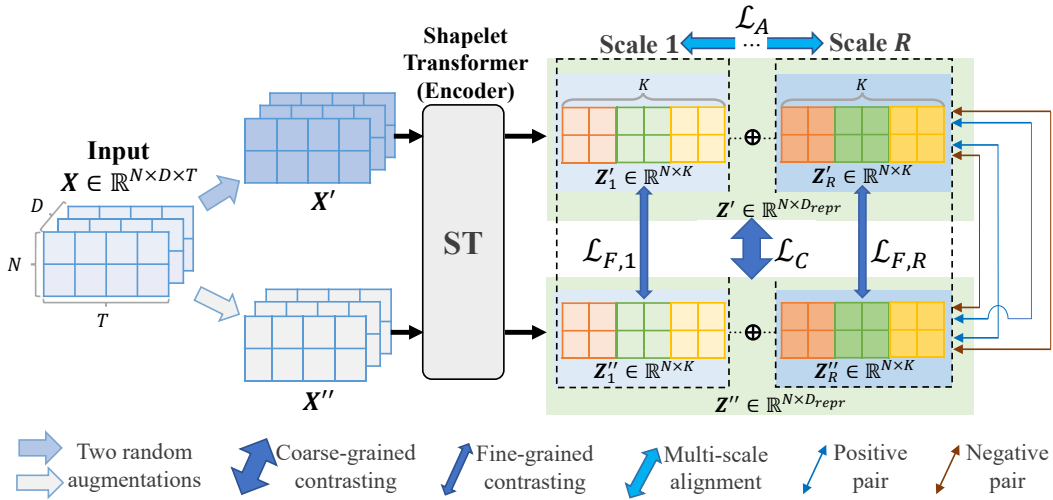 Input
X ∈ ℝ^{N×D×T}
D
N
T
X′
X′′
Shapelet
Transformer
(Encoder)
ST
ℒ_A
Scale 1
...
Scale R
K
K
Z′_1 ∈ ℝ^{N×K}
⊕
Z′_R ∈ ℝ^{N×K}
Z′ ∈ ℝ^{N×D_repr}
ℒ_{F,1}
ℒ_C
ℒ_{F,R}
⊕
Z′′_1 ∈ ℝ^{N×K}
Z′′_R ∈ ℝ^{N×K}
Z′′ ∈ ℝ^{N×D_repr}
Two random
augmentations
Coarse-grained
contrasting
Fine-grained
contrasting
Multi-scale
alignment
Positive
pair
Negative
pair